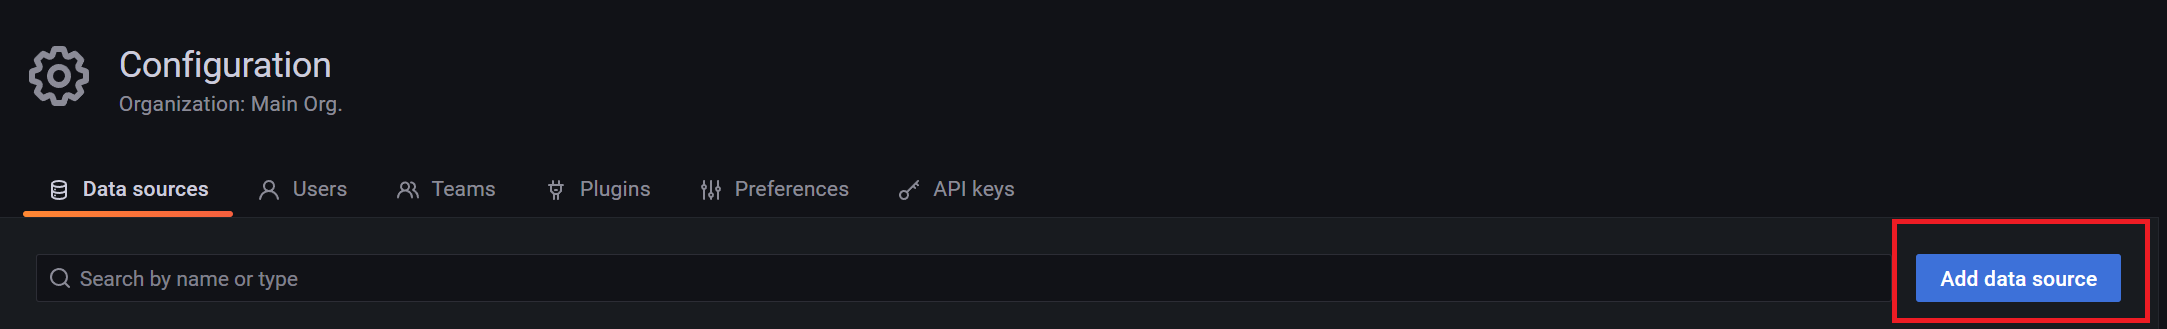 Configuration
Organization: Main Org.
Data sources Users Teams Plugins Preferences API keys
Search by name or type Add data source